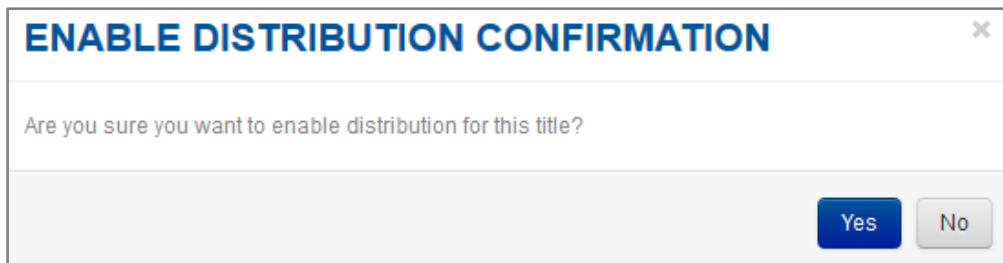 ENABLE DISTRIBUTION CONFIRMATION
Are you sure you want to enable distribution for this title?
Yes No